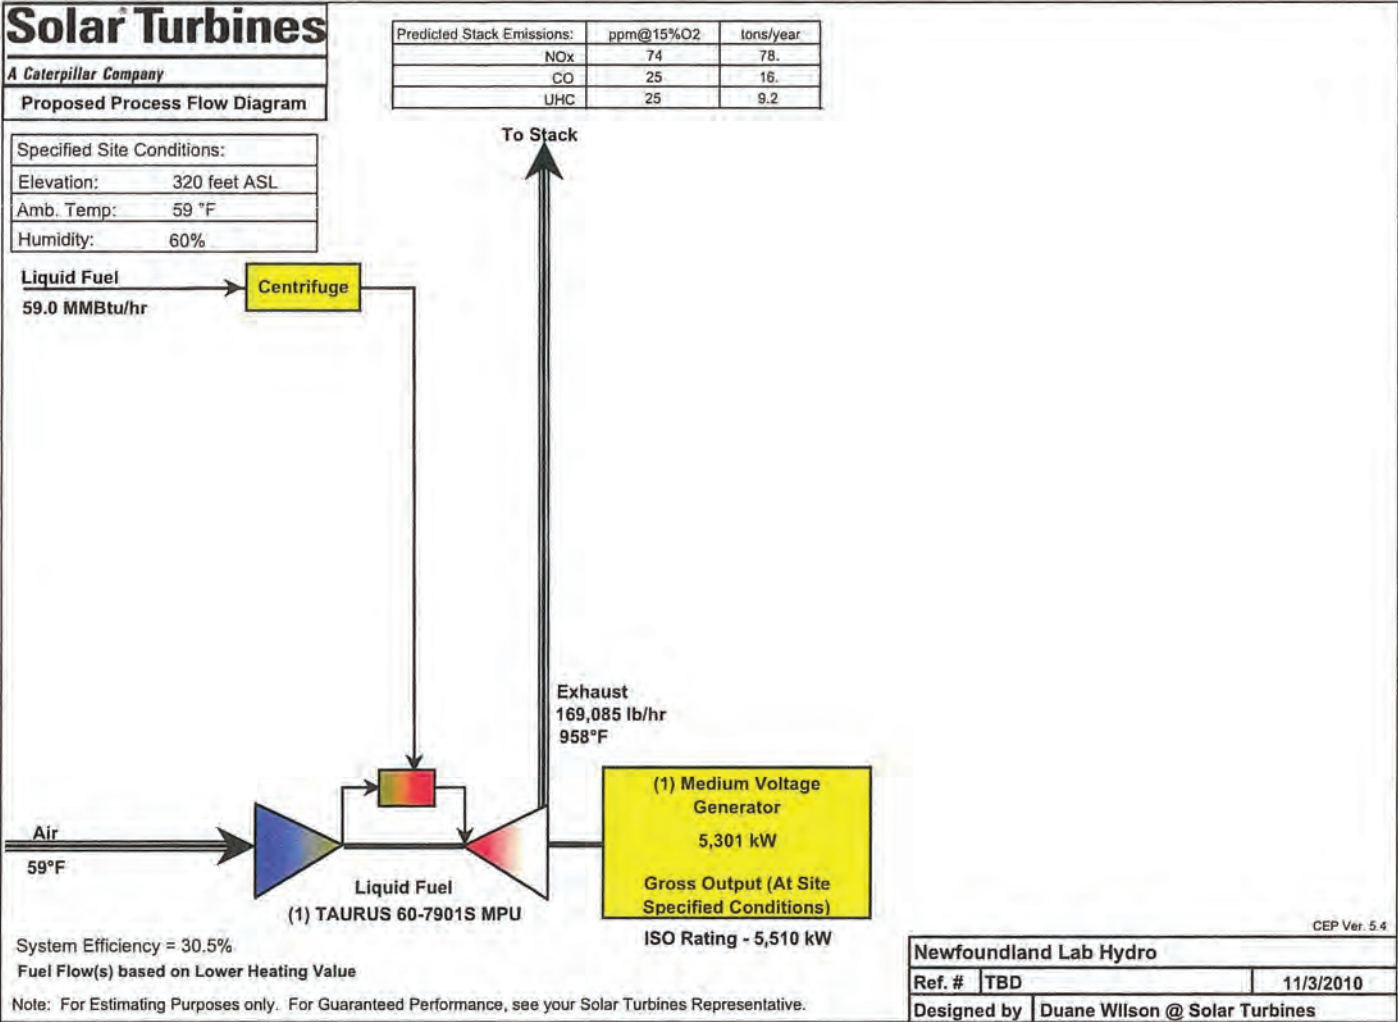 Solar Turbines
A Caterpillar Company
Proposed Process Flow Diagram
Predicted Stack Emissions: ppm@15%O2 tons/year
NOx 74 78.
CO 25 16.
UHC 25 9.2
To Stack
Specified Site Conditions:
Elevation: 320 feet ASL
Amb. Temp: 59 °F
Humidity: 60%
Liquid Fuel
59.0 MMBtu/hr
Centrifuge
Exhaust
169,085 lb/hr
958°F
(1) Medium Voltage
Generator
5,301 kW
Gross Output (At Site
Specified Conditions)
ISO Rating - 5,510 kW
Air
59°F
Liquid Fuel
(1) TAURUS 60-7901S MPU
System Efficiency = 30.5%
Fuel Flow(s) based on Lower Heating Value
Note: For Estimating Purposes only. For Guaranteed Performance, see your Solar Turbines Representative.
CEP Ver. 5.4
Newfoundland Lab Hydro
Ref. # TBD 11/3/2010
Designed by Duane WIlson @ Solar Turbines